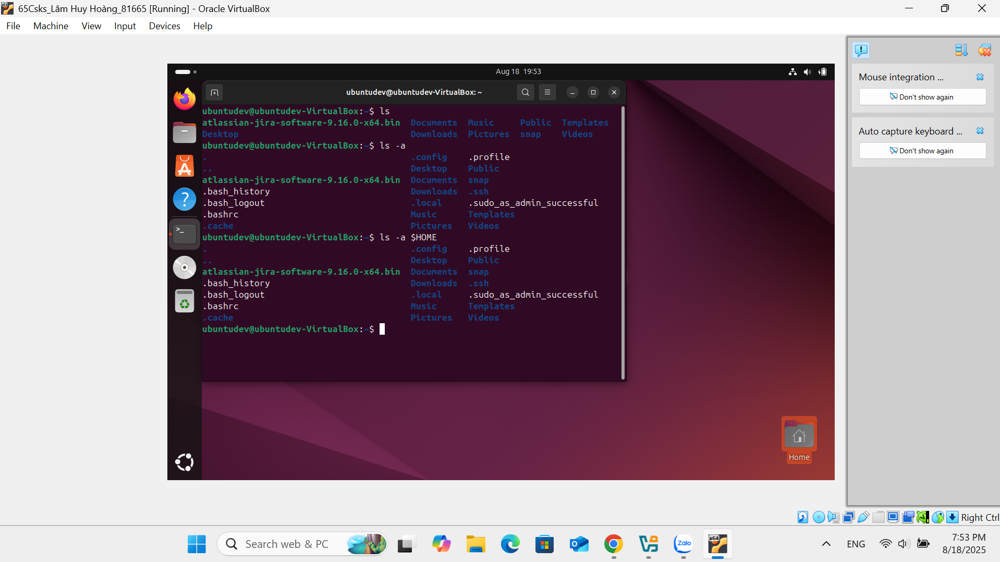 65Csks_Lâm Huy Hoàng_81665 [Running] - Oracle VirtualBox
File Machine View Input Devices Help
Aug 18 19:53
ubuntudev@ubuntudev-VirtualBox: ~
ubuntudev@ubuntudev-VirtualBox:~$ ls
atlassian-jira-software-9.16.0-x64.bin Documents Music Public Templates
Desktop Downloads Pictures snap Videos
ubuntudev@ubuntudev-VirtualBox:~$ ls -a
. .config .profile
.. Desktop Public
atlassian-jira-software-9.16.0-x64.bin Documents snap
.bash_history Downloads .ssh
.bash_logout .local .sudo_as_admin_successful
.bashrc Music Templates
.cache Pictures Videos
ubuntudev@ubuntudev-VirtualBox:~$ ls -a $HOME
. .config .profile
.. Desktop Public
atlassian-jira-software-9.16.0-x64.bin Documents snap
.bash_history Downloads .ssh
.bash_logout .local .sudo_as_admin_successful
.bashrc Music Templates
.cache Pictures Videos
ubuntudev@ubuntudev-VirtualBox:~$
Home
Mouse integration ...
Don't show again
Auto capture keyboard ...
Don't show again
Right Ctrl
Search web & PC
Zalo
x64
ENG
7:53 PM
8/18/2025